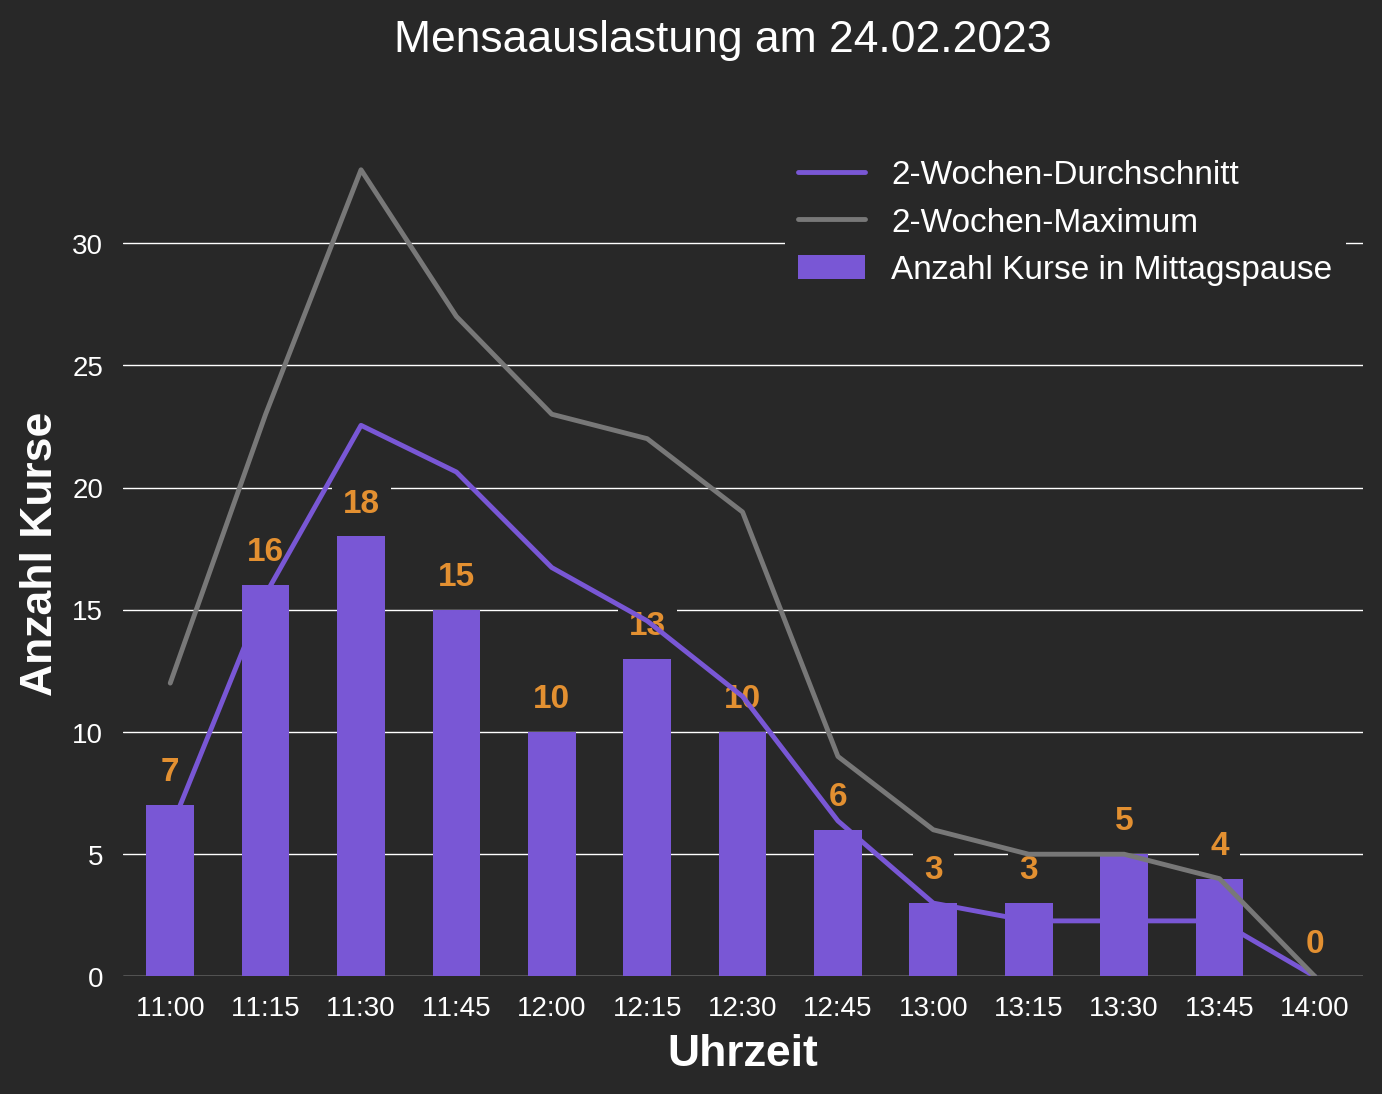 Mensaauslastung am 24.02.2023
2-Wochen-Durchschnitt
2-Wochen-Maximum
Anzahl Kurse in Mittagspause
Anzahl Kurse
30
25
20
15
10
5
0
7
16
18
15
10
13
10
6
3
3
5
4
0
11:00 11:15 11:30 11:45 12:00 12:15 12:30 12:45 13:00 13:15 13:30 13:45 14:00
Uhrzeit